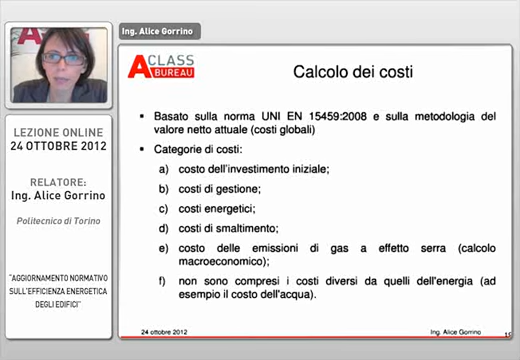 Ing. Alice Gorrino
A CLASS
BUREAU
Calcolo dei costi
LEZIONE ONLINE
24 OTTOBRE 2012
RELATORE:
Ing. Alice Gorrino
Politecnico di Torino
"AGGIORNAMENTO NORMATIVO
SULL'EFFICIENZA ENERGETICA
DEGLI EDIFICI"
• Basato sulla norma UNI EN 15459:2008 e sulla metodologia del
valore netto attuale (costi globali)
• Categorie di costi:
a) costo dell'investimento iniziale;
b) costi di gestione;
c) costi energetici;
d) costi di smaltimento;
e) costo delle emissioni di gas a effetto serra (calcolo
macroeconomico);
f) non sono compresi i costi diversi da quelli dell'energia (ad
esempio il costo dell'acqua).
24 ottobre 2012
Ing. Alice Gorrino